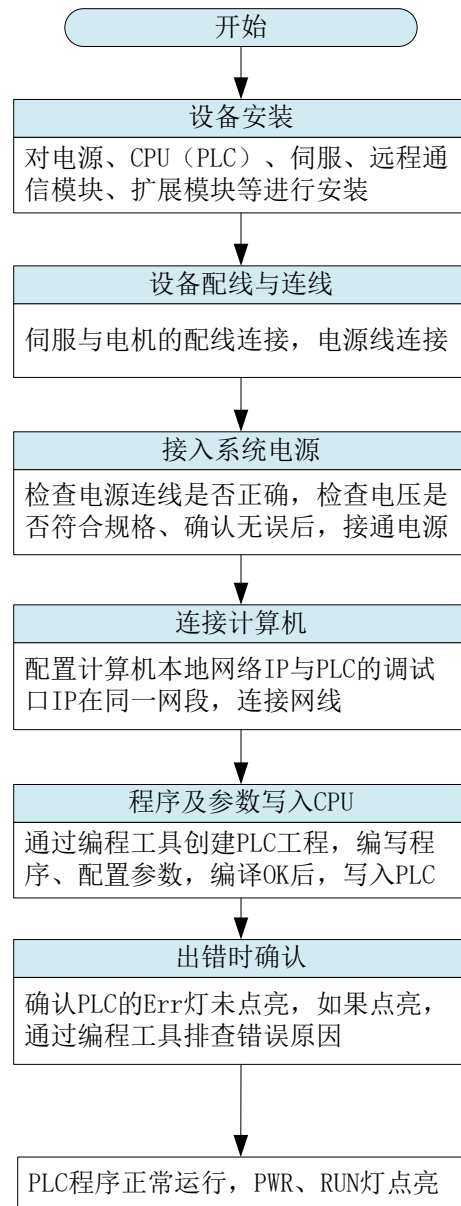 开始
设备安装
对电源、CPU（PLC）、伺服、远程通
信模块、扩展模块等进行安装
设备配线与连线
伺服与电机的配线连接，电源线连接
接入系统电源
检查电源连线是否正确，检查电压是
否符合规格、确认无误后，接通电源
连接计算机
配置计算机本地网络IP与PLC的调试
口IP在同一网段，连接网线
程序及参数写入CPU
通过编程工具创建PLC工程，编写程
序、配置参数，编译OK后，写入PLC
出错时确认
确认PLC的Err灯未点亮，如果点亮，
通过编程工具排查错误原因
PLC程序正常运行，PWR、RUN灯点亮